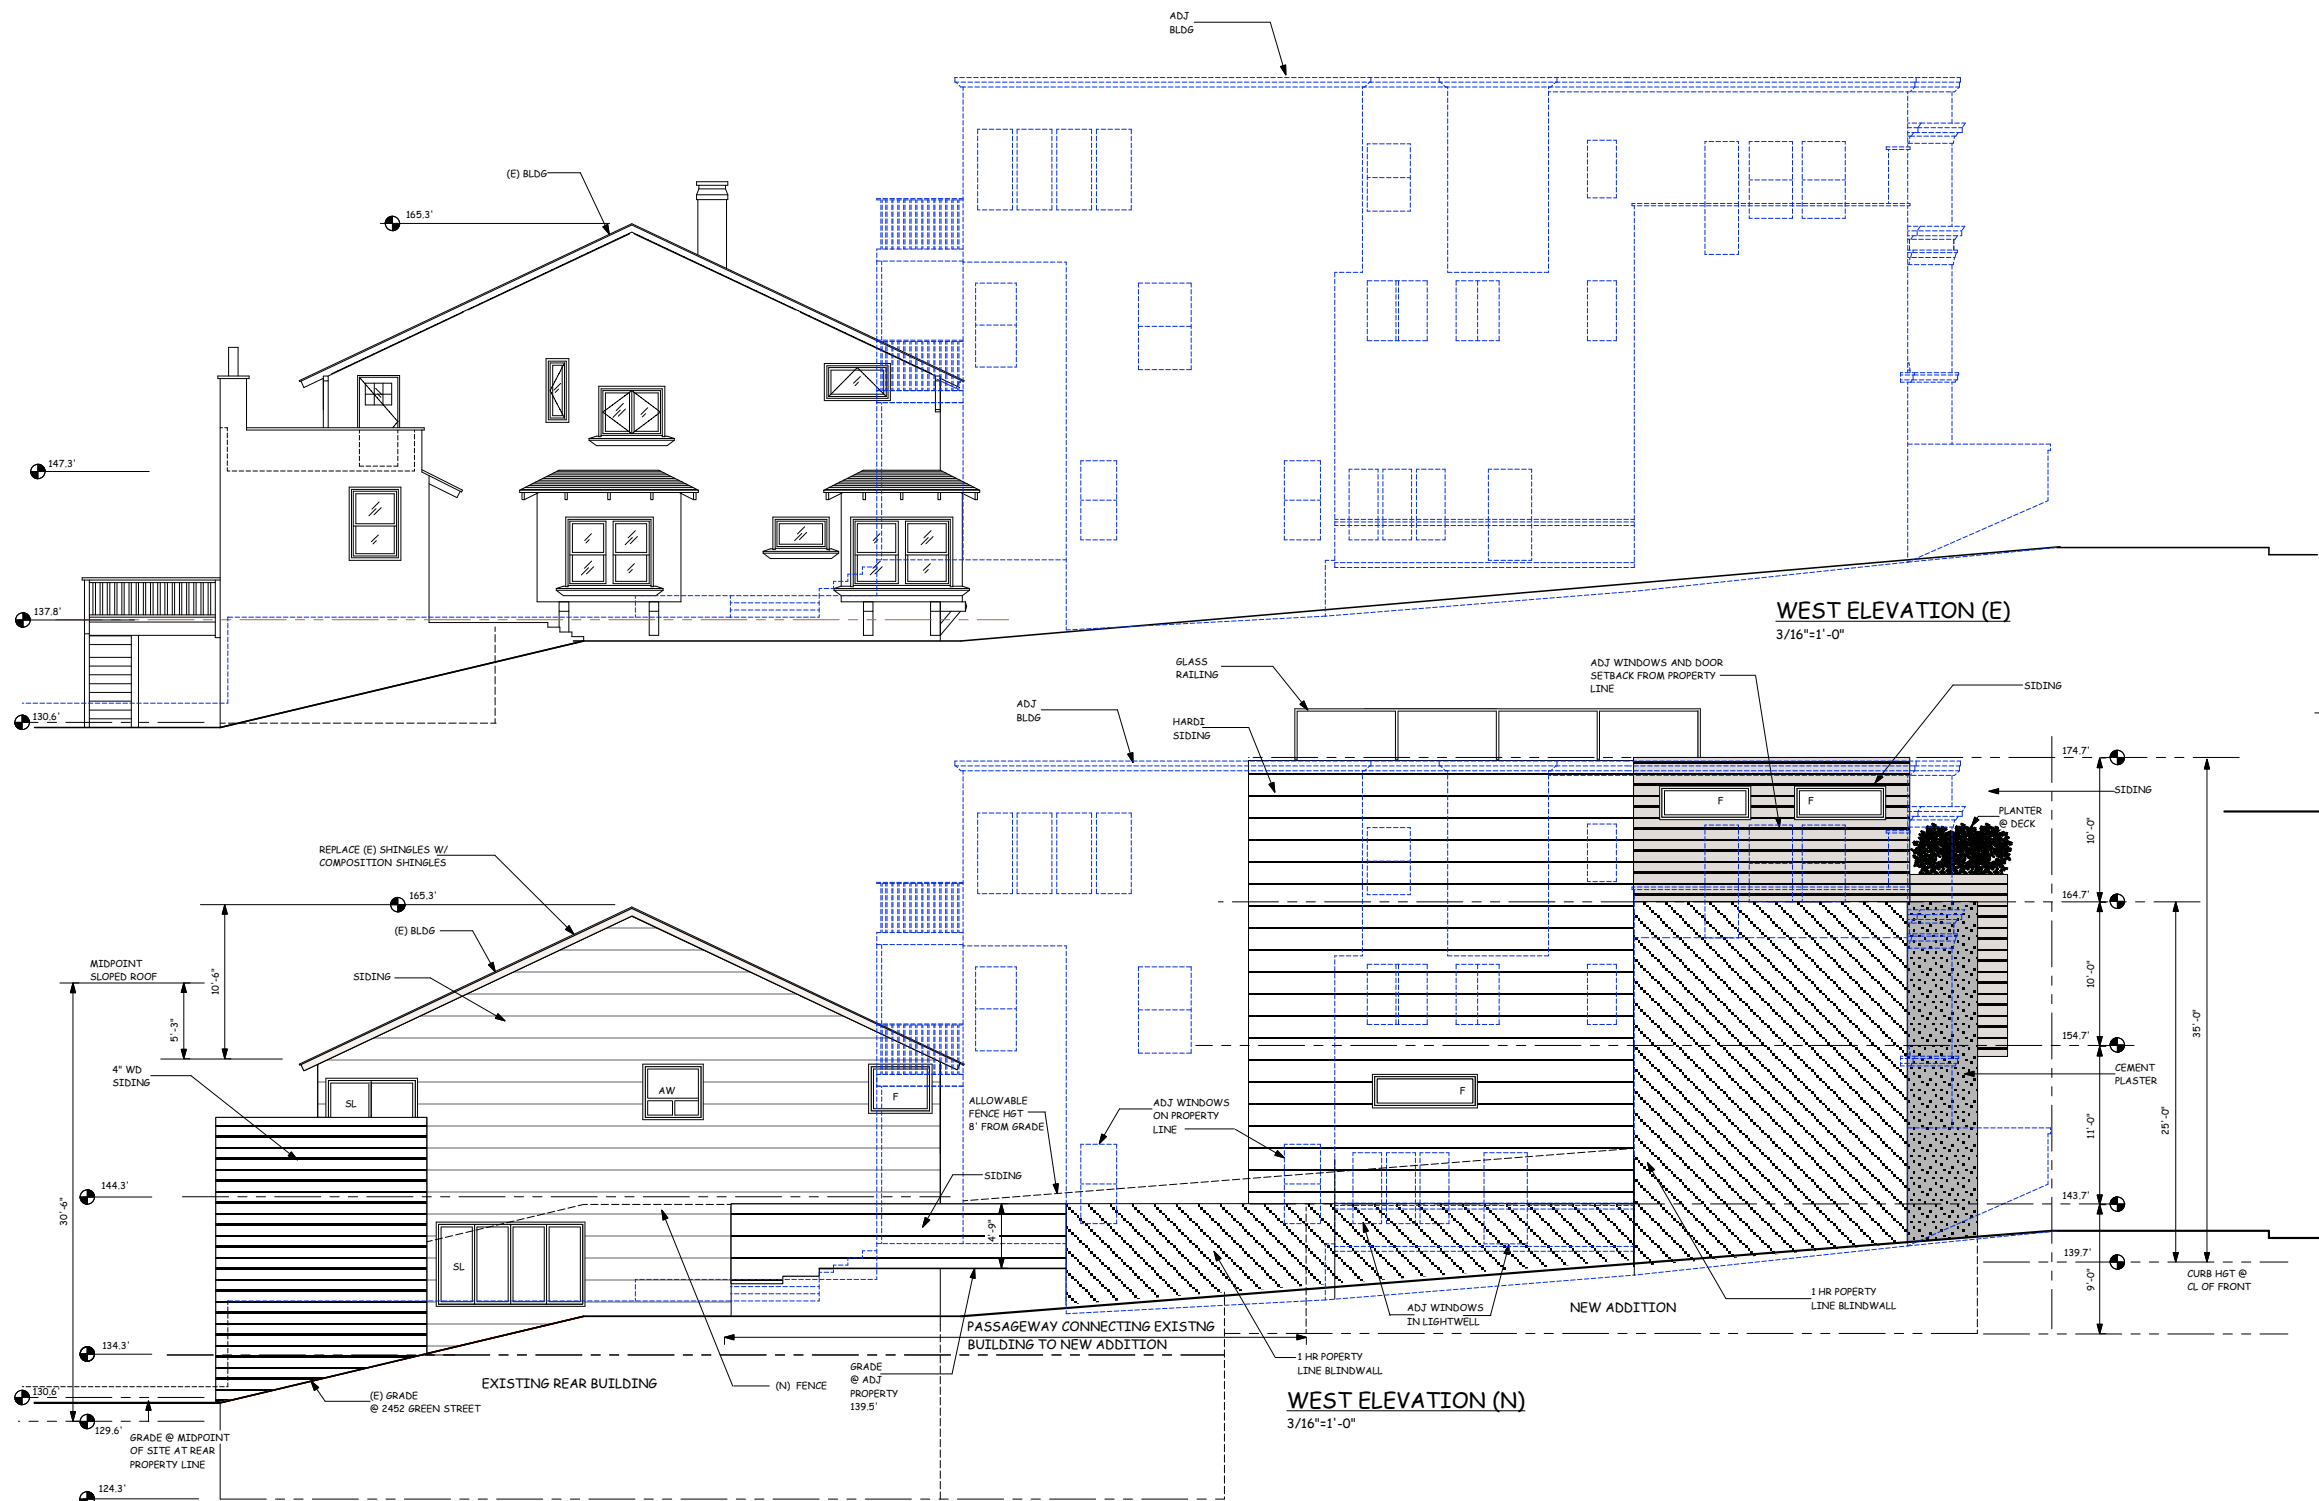 ADJ
BLDG
(E) BLDG
165.3'
147.3'
137.8'
130.6'
WEST ELEVATION (E)
3/16"=1'-0"
GLASS
RAILING
ADJ WINDOWS AND DOOR
SETBACK FROM PROPERTY
LINE
SIDING
ADJ
BLDG
HARDI
SIDING
174.7'
SIDING
PLANTER
@ DECK
F
F
10'-0"
REPLACE (E) SHINGLES W/
COMPOSITION SHINGLES
165.3'
164.7'
(E) BLDG
MIDPOINT
SLOPED ROOF
SIDING
10'-6"
5'-3"
10'-0"
35'-0"
154.7'
4" WD
SIDING
SL
AW
F
F
ALLOWABLE
FENCE HGT
8' FROM GRADE
ADJ WINDOWS
ON PROPERTY
LINE
CEMENT
PLASTER
11'-0"
25'-0"
SIDING
144.3'
143.7'
30'-6"
4'-9"
SL
139.7'
CURB HGT @
CL OF FRONT
9'-0"
1 HR POPERTY
LINE BLINDWALL
NEW ADDITION
ADJ WINDOWS
IN LIGHTWELL
PASSAGEWAY CONNECTING EXISTNG
BUILDING TO NEW ADDITION
134.3'
1 HR POPERTY
LINE BLINDWALL
GRADE
@ ADJ
PROPERTY
139.5'
EXISTING REAR BUILDING
(N) FENCE
130.6'
(E) GRADE
@ 2452 GREEN STREET
WEST ELEVATION (N)
3/16"=1'-0"
129.6'
GRADE @ MIDPOINT
OF SITE AT REAR
PROPERTY LINE
124.3'